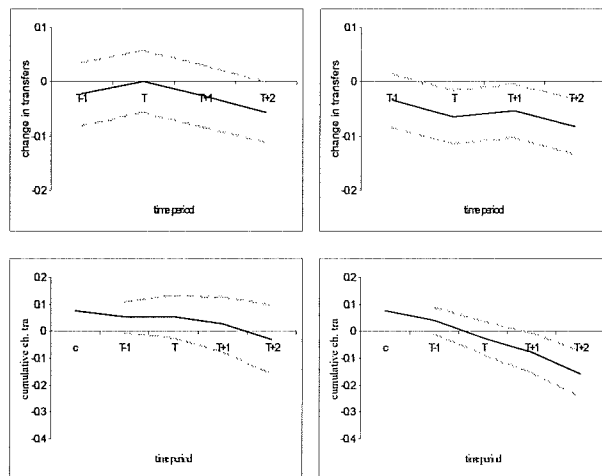 0.1
0
-0.1
-0.2
change in transfers
T-1 T T+1 T+2
time period
0.1
0
-0.1
-0.2
change in transfers
T-1 T T+1 T+2
time period
0.2
0.1
0
-0.1
-0.2
-0.3
-0.4
cumulative ch. tra
c T-1 T T+1 T+2
time period
0.2
0.1
0
-0.1
-0.2
-0.3
-0.4
cumulative ch. tra
c T-1 T T+1 T+2
time period